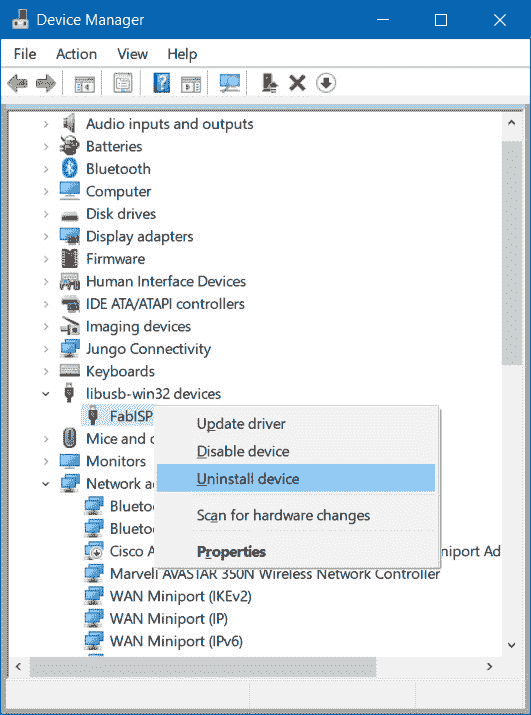 Device Manager
File Action View Help
Audio inputs and outputs
Batteries
Bluetooth
Computer
Disk drives
Display adapters
Firmware
Human Interface Devices
IDE ATA/ATAPI controllers
Imaging devices
Jungo Connectivity
Keyboards
libusb-win32 devices
FabISP
Update driver
Disable device
Uninstall device
Scan for hardware changes
Properties
Mice and
Monitors
Network
Bluetoo
Bluetoo
Cisco A niport Ad
Marvell AVASTAR 350N Wireless Network Controller
WAN Miniport (IKEv2)
WAN Miniport (IP)
WAN Miniport (IPv6)